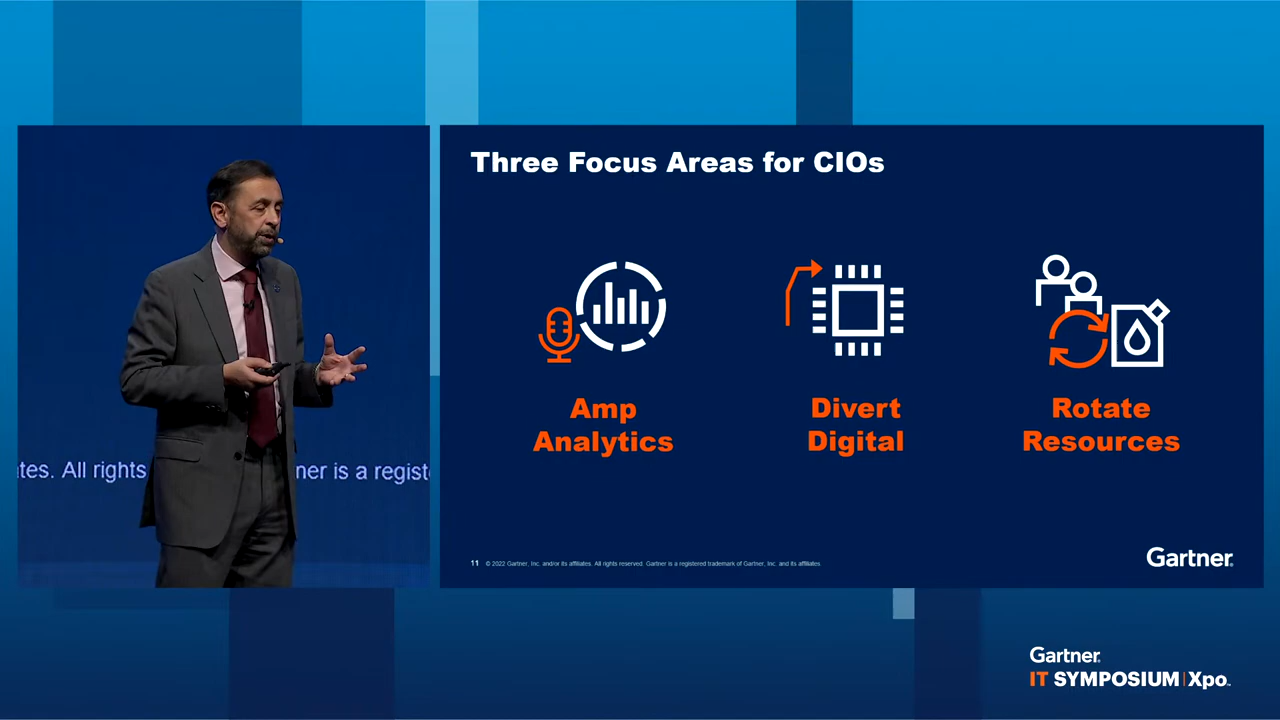 Three Focus Areas for CIOs
Amp
Analytics
Divert
Digital
Rotate
Resources
11 © 2022 Gartner, Inc. and/or its affiliates. All rights reserved. Gartner is a registered trademark of Gartner, Inc. and its affiliates
Gartner®
tes. All rights ner is a regist
Gartner®
IT SYMPOSIUM | Xpo™